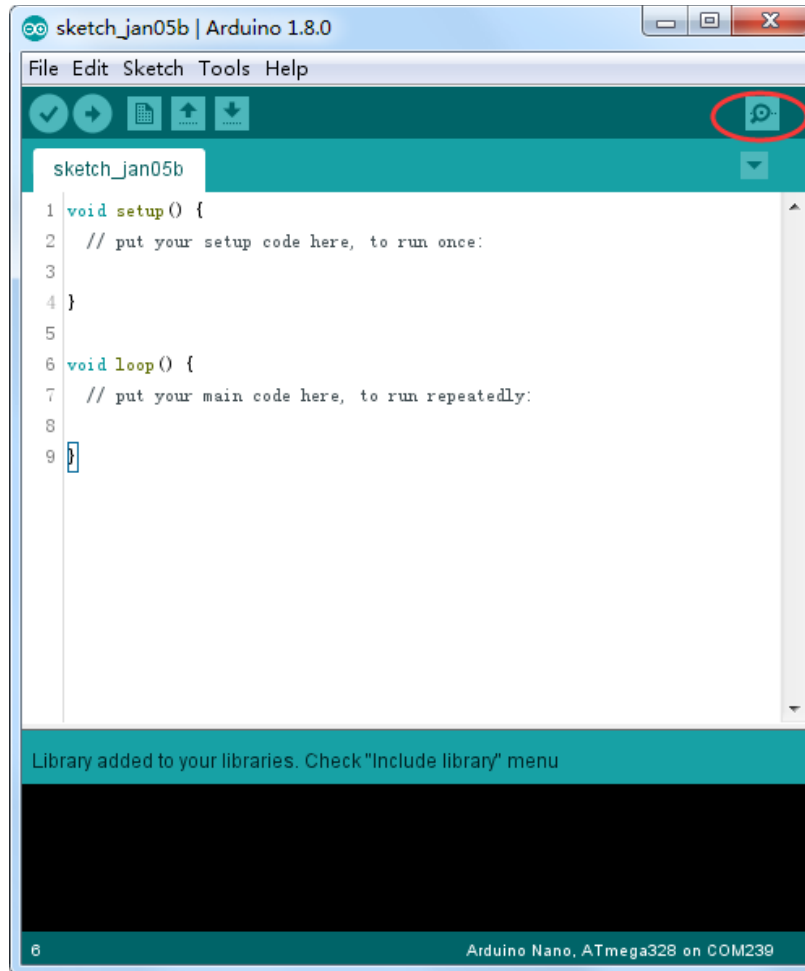 sketch_jan05b | Arduino 1.8.0
File Edit Sketch Tools Help
sketch_jan05b
1 void setup() {
2 // put your setup code here, to run once:
3
4 }
5
6 void loop() {
7 // put your main code here, to run repeatedly:
8
9 }
Library added to your libraries. Check "Include library" menu
6 Arduino Nano, ATmega328 on COM239